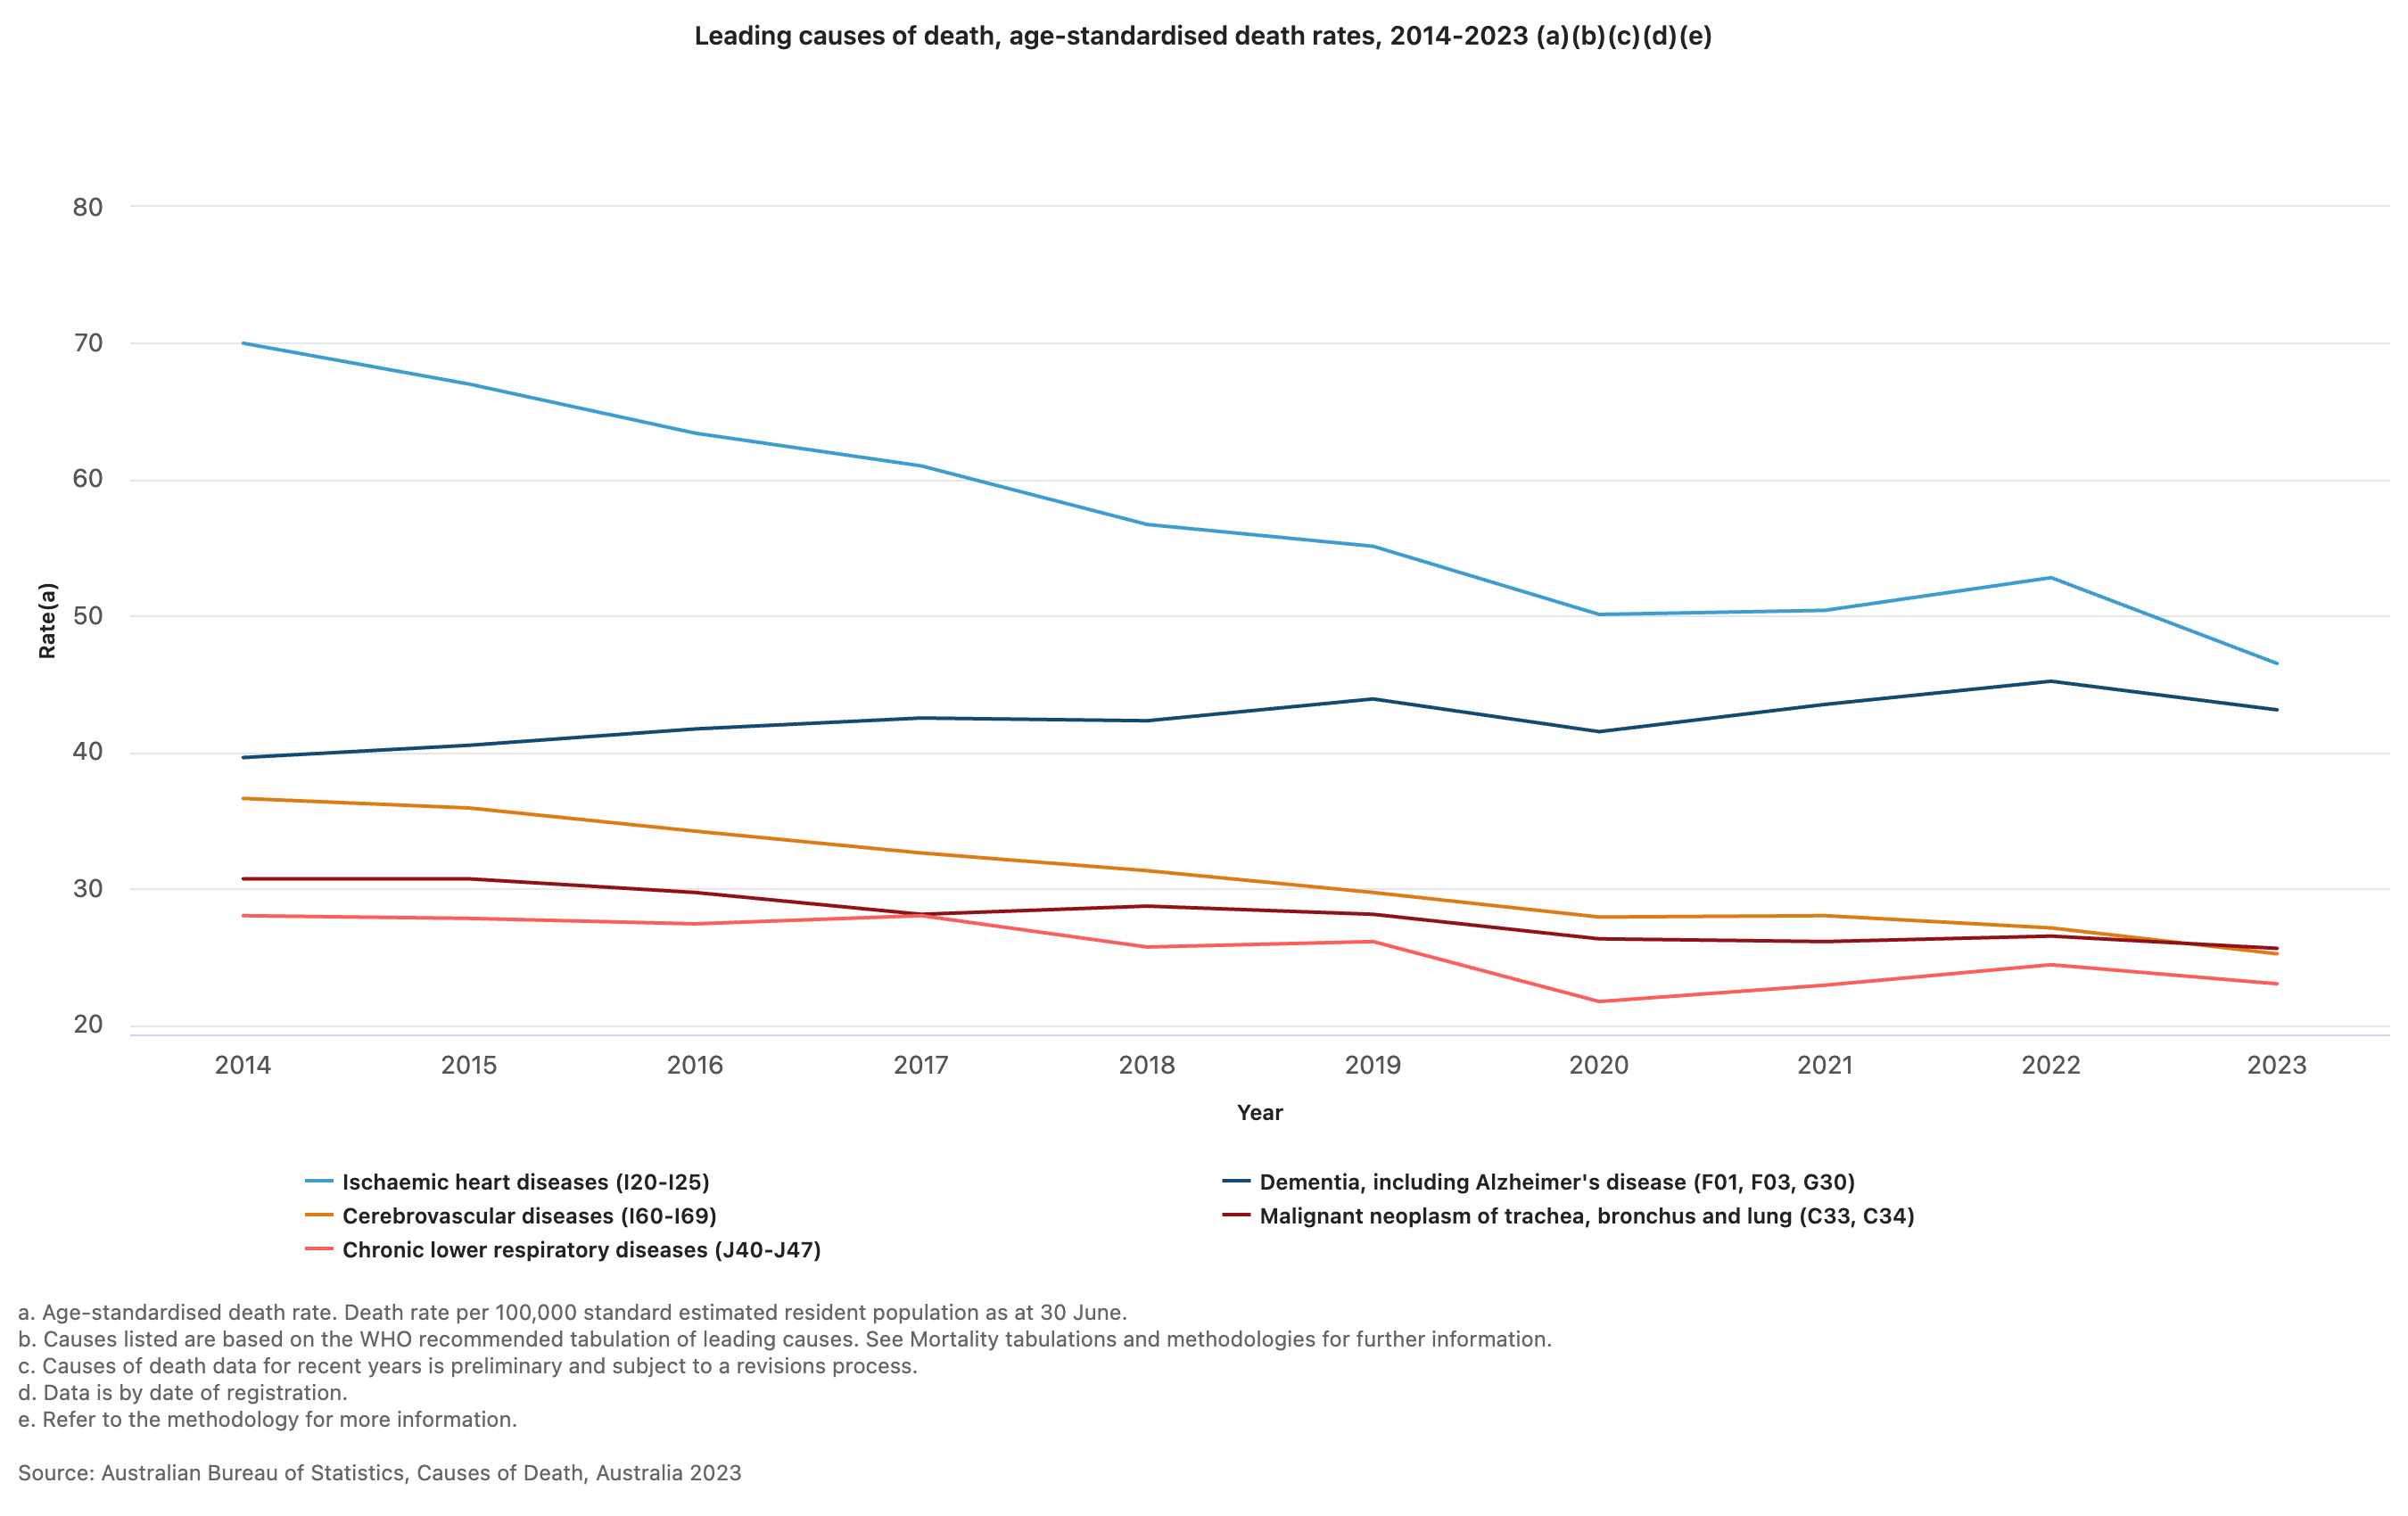 Leading causes of death, age-standardised death rates, 2014-2023 (a)(b)(c)(d)(e)
80
70
60
50
40
30
20
Rate(a)
2014 2015 2016 2017 2018 2019 2020 2021 2022 2023
Year
Ischaemic heart diseases (I20-I25)
Dementia, including Alzheimer's disease (F01, F03, G30)
Cerebrovascular diseases (I60-I69)
Malignant neoplasm of trachea, bronchus and lung (C33, C34)
Chronic lower respiratory diseases (J40-J47)
a. Age-standardised death rate. Death rate per 100,000 standard estimated resident population as at 30 June.
b. Causes listed are based on the WHO recommended tabulation of leading causes. See Mortality tabulations and methodologies for further information.
c. Causes of death data for recent years is preliminary and subject to a revisions process.
d. Data is by date of registration.
e. Refer to the methodology for more information.
Source: Australian Bureau of Statistics, Causes of Death, Australia 2023